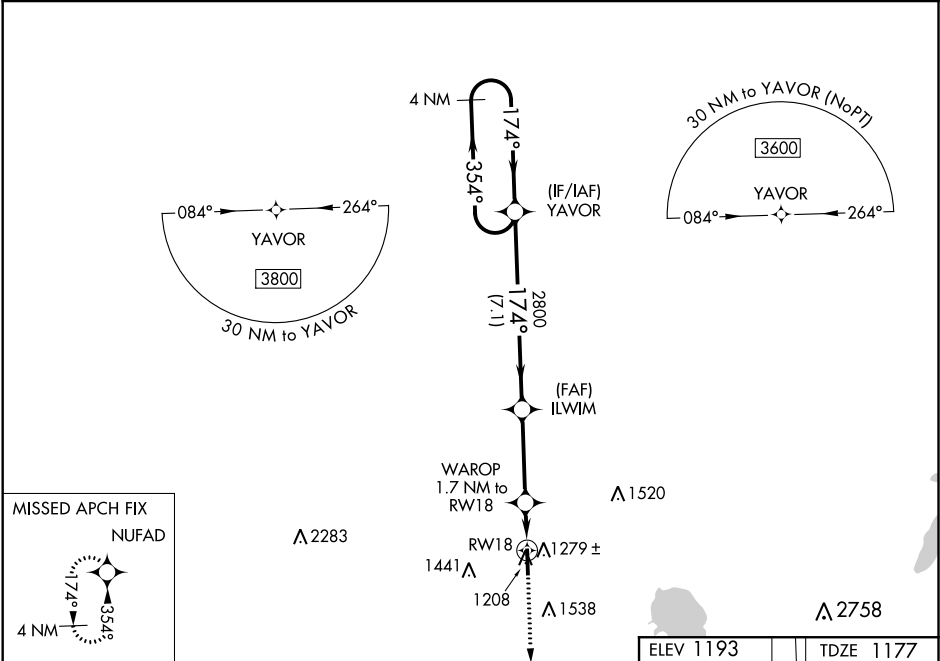 4 NM
174°
354°
(IF/IAF)
YAVOR
30 NM to YAVOR (NoPT)
3600
YAVOR
084°
264°
084°
264°
YAVOR
3800
30 NM to YAVOR
2800
174°
(7.1)
(FAF)
ILWIM
WAROP
1.7 NM to
RW18
1520
MISSED APCH FIX
NUFAD
174°
354°
4 NM
2283
RW18
1279 ±
1441
1208
1538
2758
ELEV 1193
TDZE 1177